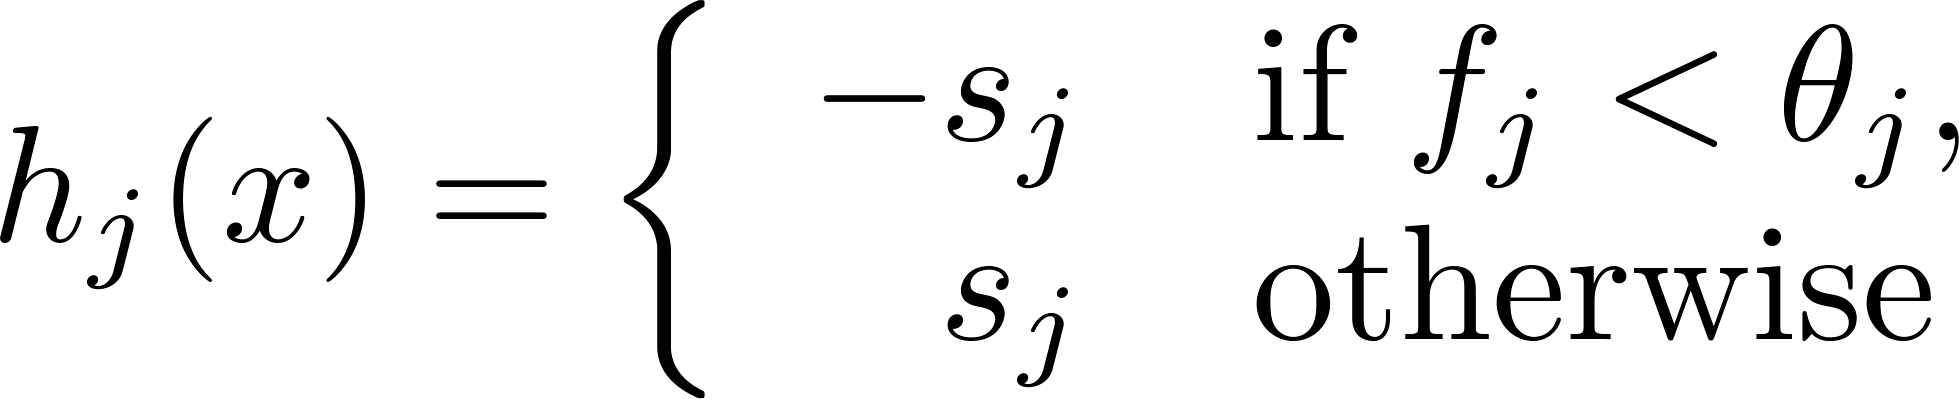 h_j(x) = { −s_j if f_j < θ_j,
s_j otherwise